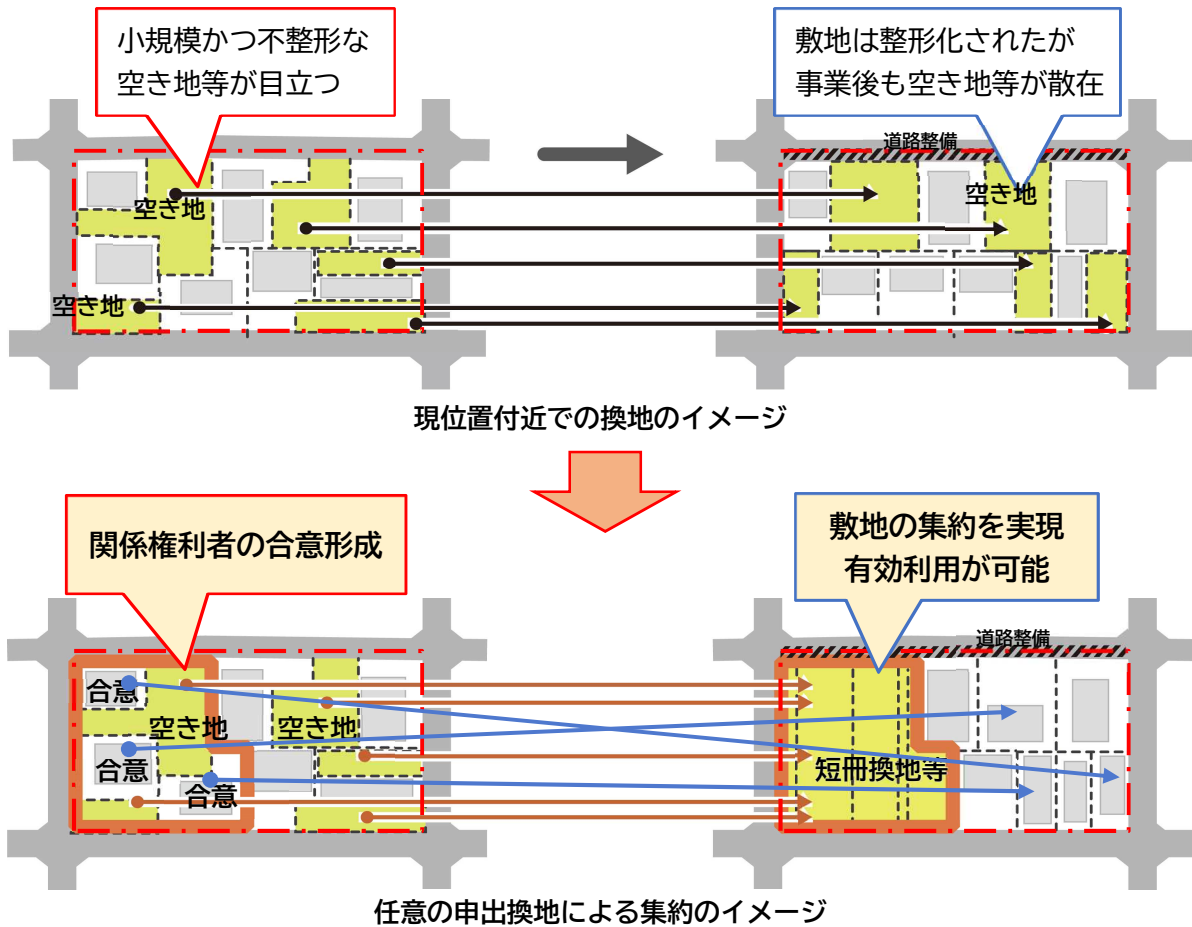 小規模かつ不整形な
空き地等が目立つ
敷地は整形化されたが
事業後も空き地等が散在
道路整備
空き地
空き地
空き地
現位置付近での換地のイメージ
関係権利者の合意形成
敷地の集約を実現
有効利用が可能
道路整備
合意
空き地
空き地
合意
合意
短冊換地等
任意の申出換地による集約のイメージ